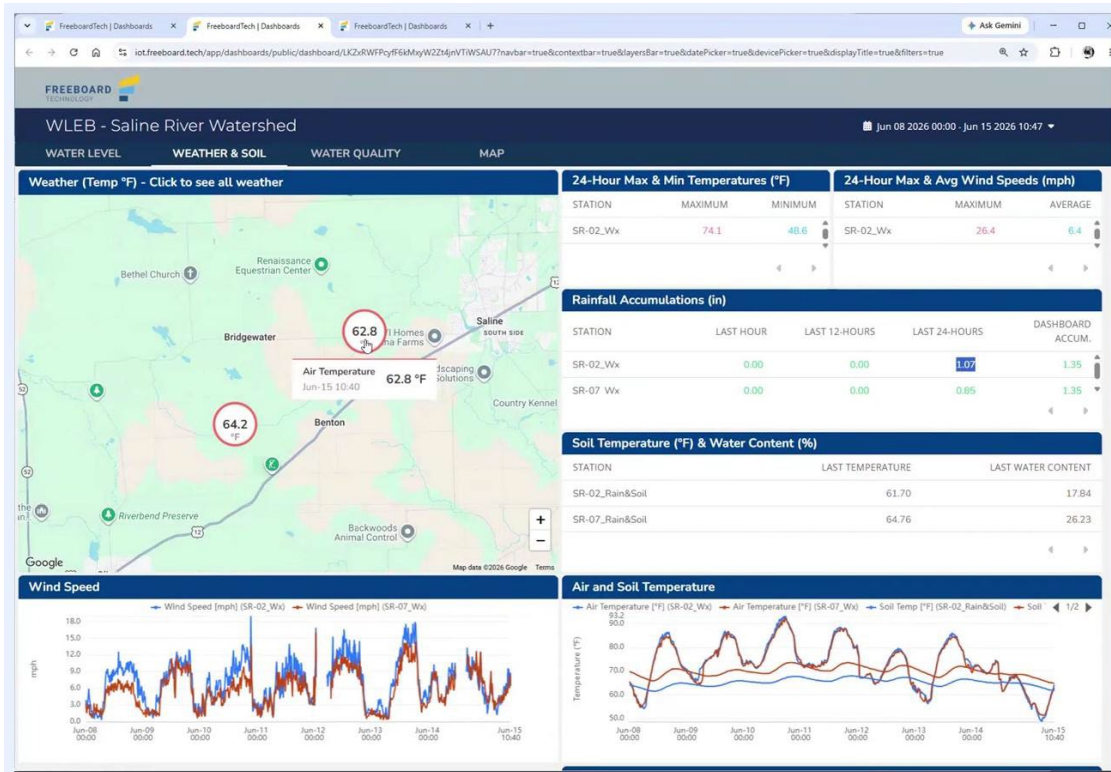 FreeboardTech | Dashboards
FreeboardTech | Dashboards
FreeboardTech | Dashboards
Ask Gemini
iot.freeboard.tech/app/dashboards/public/dashboard/LKZxRWFPcyfF6kMxyW2Zt4jnVTiWSAU7?navbar=true&contextbar=true&layersBar=true&datePicker=true&devicePicker=true&displayTitle=true&filters=true
FREEBOARD
TECHNOLOGY
WLEB - Saline River Watershed
Jun 08 2026 00:00 - Jun 15 2026 10:47
WATER LEVEL WEATHER & SOIL WATER QUALITY MAP
Weather (Temp °F) - Click to see all weather
Renaissance
Equestrian Center
Bethel Church
Bridgewater
62.8
Saline
SOUTH SIDE
Air Temperature
Jun-15 10:40
62.8 °F
Country Kennel
64.2
°F
Benton
52
52
Riverbend Preserve
12
Backwoods
Animal Control
+
−
Google
Map data ©2026 Google Terms
24-Hour Max & Min Temperatures (°F)
STATION MAXIMUM MINIMUM
SR-02_Wx 74.1 48.6
24-Hour Max & Avg Wind Speeds (mph)
STATION MAXIMUM AVERAGE
SR-02_Wx 26.4 6.4
Rainfall Accumulations (in)
STATION LAST HOUR LAST 12-HOURS LAST 24-HOURS DASHBOARD
ACCUM.
SR-02_Wx 0.00 0.00 1.07 1.35
SR-07 Wx 0.00 0.00 0.85 1.35
Soil Temperature (°F) & Water Content (%)
STATION LAST TEMPERATURE LAST WATER CONTENT
SR-02_Rain&Soil 61.70 17.84
SR-07_Rain&Soil 64.76 26.23
Wind Speed
Wind Speed [mph] (SR-02_Wx) Wind Speed [mph] (SR-07_Wx)
mph
18.0
15.0
12.0
9.0
6.0
3.0
0.0
Jun-08 Jun-09 Jun-10 Jun-11 Jun-12 Jun-13 Jun-14 Jun-15
00:00 00:00 00:00 00:00 00:00 00:00 00:00 10:40
Air and Soil Temperature
Air Temperature [°F] (SR-02_Wx) Air Temperature [°F] (SR-07_Wx) Soil Temp [°F] (SR-02_Rain&Soil) Soil 1/2
Temperature (°F)
93.2
90.0
80.0
70.0
60.0
50.0
Jun-08 Jun-09 Jun-10 Jun-11 Jun-12 Jun-13 Jun-14 Jun-15
00:00 00:00 00:00 00:00 00:00 00:00 00:00 10:40